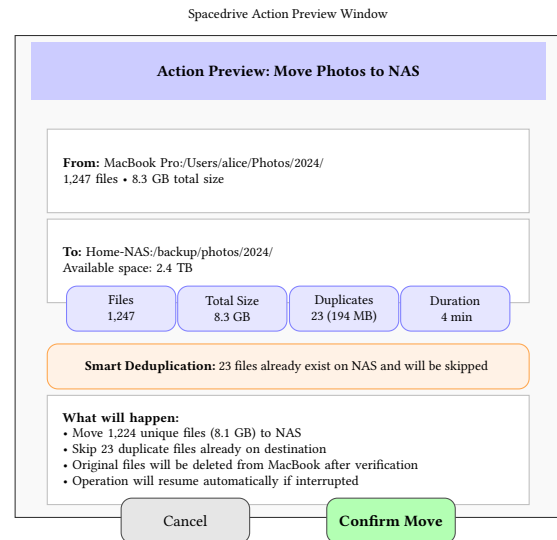 Spacedrive Action Preview Window
Action Preview: Move Photos to NAS
From: MacBook Pro:/Users/alice/Photos/2024/
1,247 files • 8.3 GB total size
To: Home-NAS:/backup/photos/2024/
Available space: 2.4 TB
Files
1,247
Total Size
8.3 GB
Duplicates
23 (194 MB)
Duration
4 min
Smart Deduplication: 23 files already exist on NAS and will be skipped
What will happen:
• Move 1,224 unique files (8.1 GB) to NAS
• Skip 23 duplicate files already on destination
• Original files will be deleted from MacBook after verification
• Operation will resume automatically if interrupted
Cancel
Confirm Move